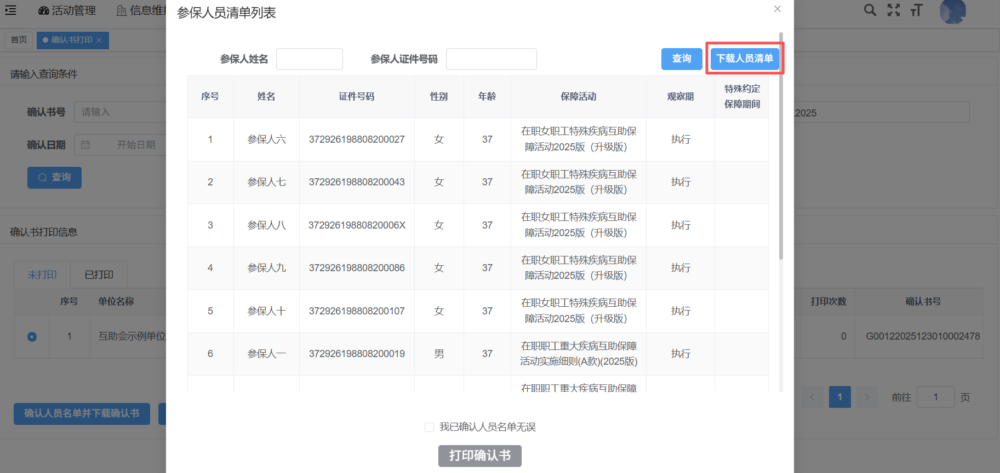 活动管理
信息维
参保人员清单列表
首页
确认书打印
参保人姓名
参保人证件号码
查询
下载人员清单
请输入查询条件
确认书号
请输入
2025
确认日期
开始日期
查询
序号 姓名 证件号码 性别 年龄 保障活动 观察期 特殊约定
保障期间
1 参保人六 372926198808200027 女 37 在职女职工特殊疾病互助保
障活动2025版（升级版） 执行
2 参保人七 372926198808200043 女 37 在职女职工特殊疾病互助保
障活动2025版（升级版） 执行
3 参保人八 37292619880820006X 女 37 在职女职工特殊疾病互助保
障活动2025版（升级版） 执行
4 参保人九 372926198808200086 女 37 在职女职工特殊疾病互助保
障活动2025版（升级版） 执行
5 参保人十 372926198808200107 女 37 在职女职工特殊疾病互助保
障活动2025版（升级版） 执行
6 参保人一 372926198808200019 男 37 在职职工重大疾病互助保障
活动实施细则(A款)(2025版) 执行
在职职工重大疾病互助保障
确认书打印信息
未打印 已打印
序号 单位名称 打印次数 确认书号
1 互助会示例单位 0 G00122025123010002478
1 前往 1 页
确认人员名单并下载确认书
我已确认人员名单无误
打印确认书